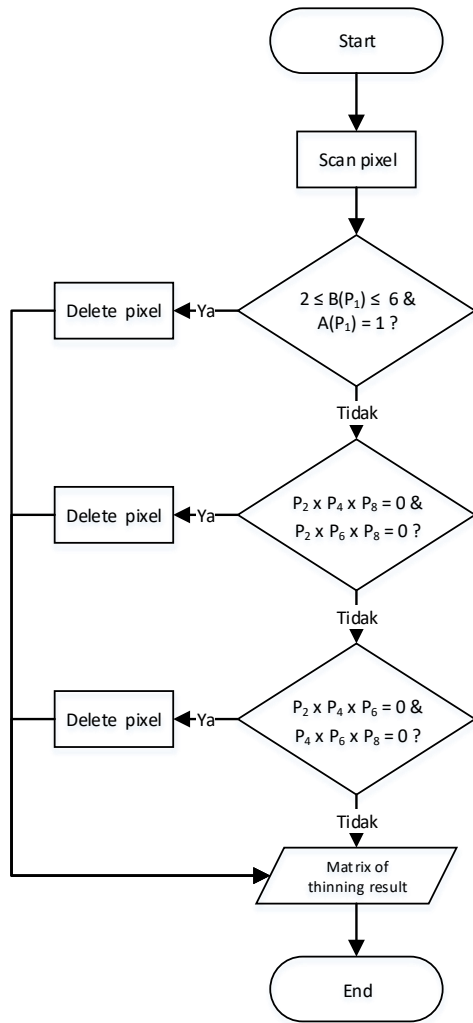 Start
Scan pixel
2 ≤ B(P₁) ≤ 6 &
A(P₁) = 1 ?
Ya
Delete pixel
Tidak
P₂ x P₄ x P₈ = 0 &
P₂ x P₆ x P₈ = 0 ?
Ya
Delete pixel
Tidak
P₂ x P₄ x P₆ = 0 &
P₄ x P₆ x P₈ = 0 ?
Ya
Delete pixel
Tidak
Matrix of
thinning result
End